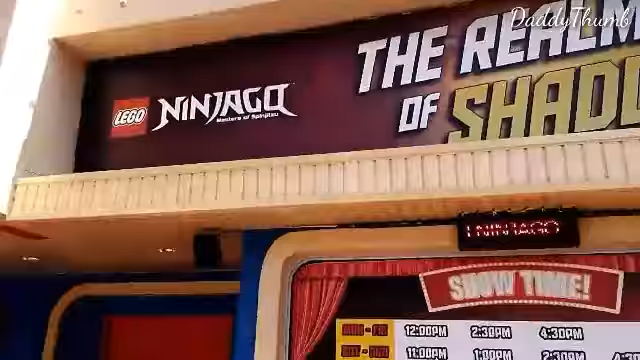 DaddyThumb
THE REALM
OF SHADO
LEGO NINJAGO
Masters of Spinjitzu
NINJAGO
SHOW TIME!
12:00PM 2:30PM 4:30PM
11:00PM 1:00PM 2:30PM